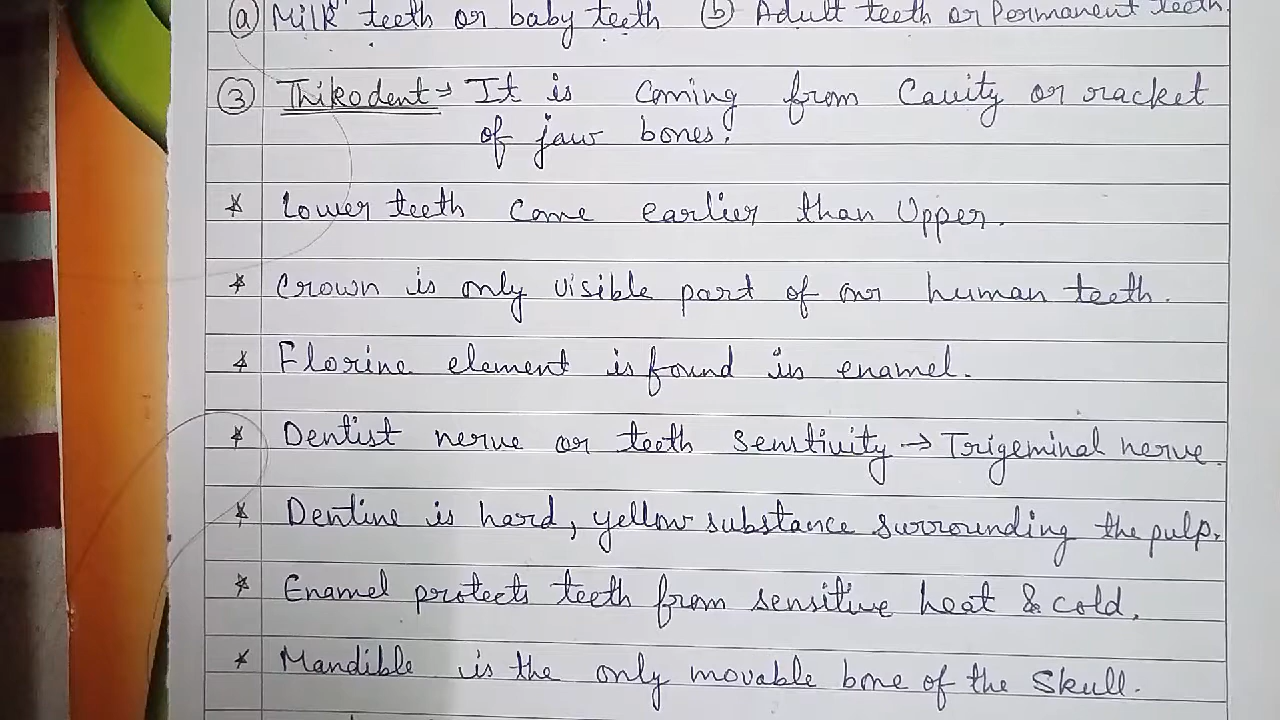 (a) Milk teeth or baby teeth (b) Adult teeth or Permanent teeth.
(3) Thikodent → It is coming from Cavity or racket
of jaw bones.
* Lower teeth come earlier than Upper.
* Crown is only visible part of our human teeth.
* Florine element is found in enamel.
* Dentist nerve or teeth senstivity → Trigeminal nerve.
* Dentine is hard, yellow substance surrounding the pulp.
* Enamel protects teeth from sensitive heat & cold.
* Mandible is the only movable bone of the Skull.